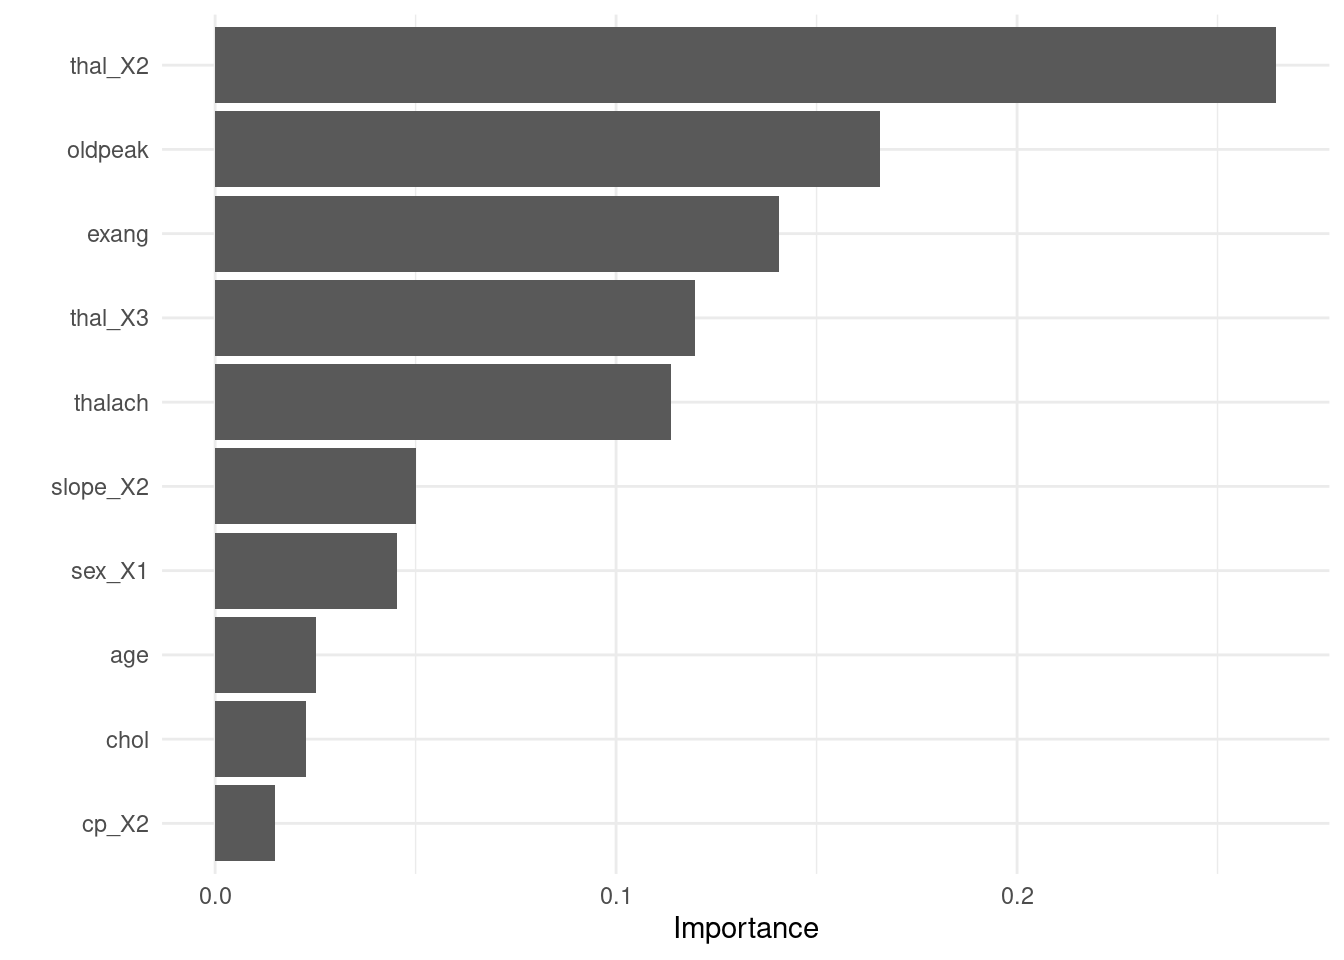 thal_X2
oldpeak
exang
thal_X3
thalach
slope_X2
sex_X1
age
chol
cp_X2
0.0 0.1 0.2
Importance